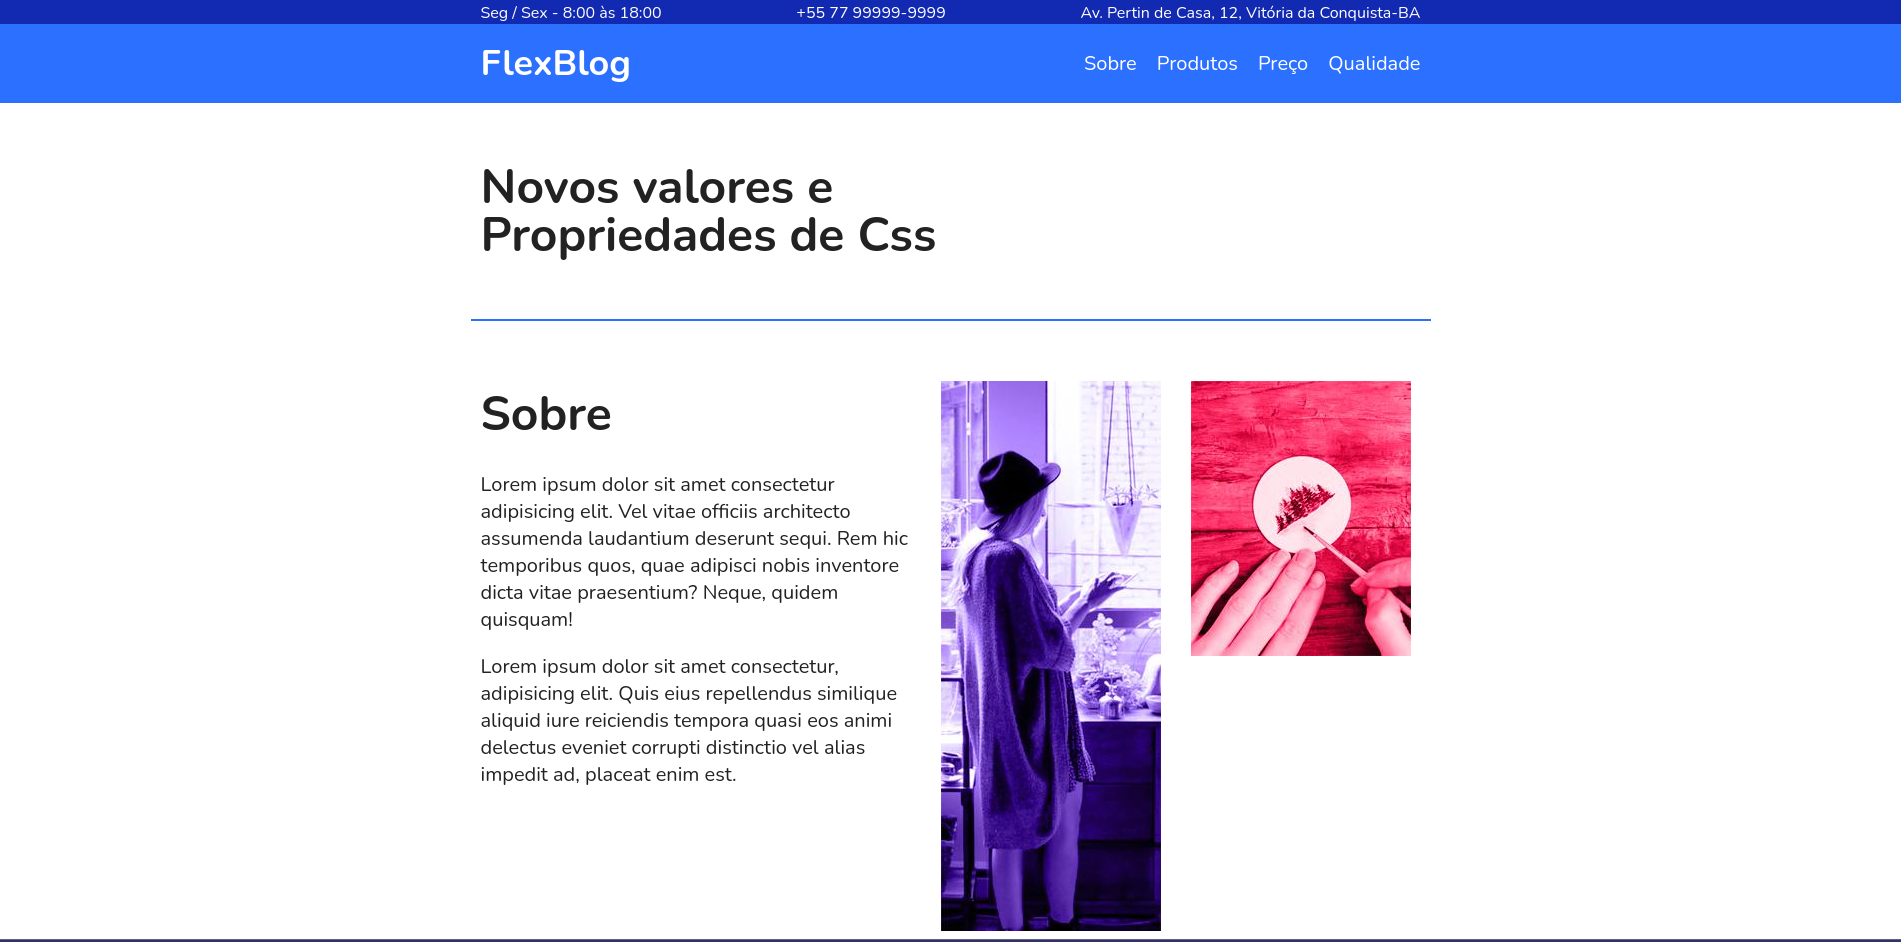 Seg / Sex - 8:00 às 18:00
+55 77 99999-9999
Av. Pertin de Casa, 12, Vitória da Conquista-BA
FlexBlog
Sobre Produtos Preço Qualidade
Novos valores e
Propriedades de Css
Sobre
Lorem ipsum dolor sit amet consectetur
adipisicing elit. Vel vitae officiis architecto
assumenda laudantium deserunt sequi. Rem hic
temporibus quos, quae adipisci nobis inventore
dicta vitae praesentium? Neque, quidem
quisquam!
Lorem ipsum dolor sit amet consectetur,
adipisicing elit. Quis eius repellendus similique
aliquid iure reiciendis tempora quasi eos animi
delectus eveniet corrupti distinctio vel alias
impedit ad, placeat enim est.